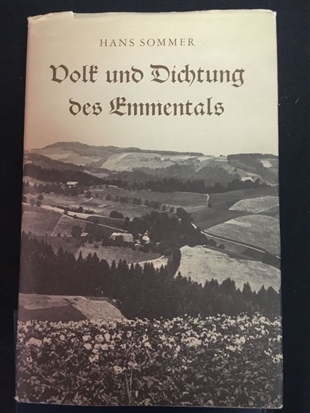 HANS SOMMER
Volk und Dichtung
des Emmentals